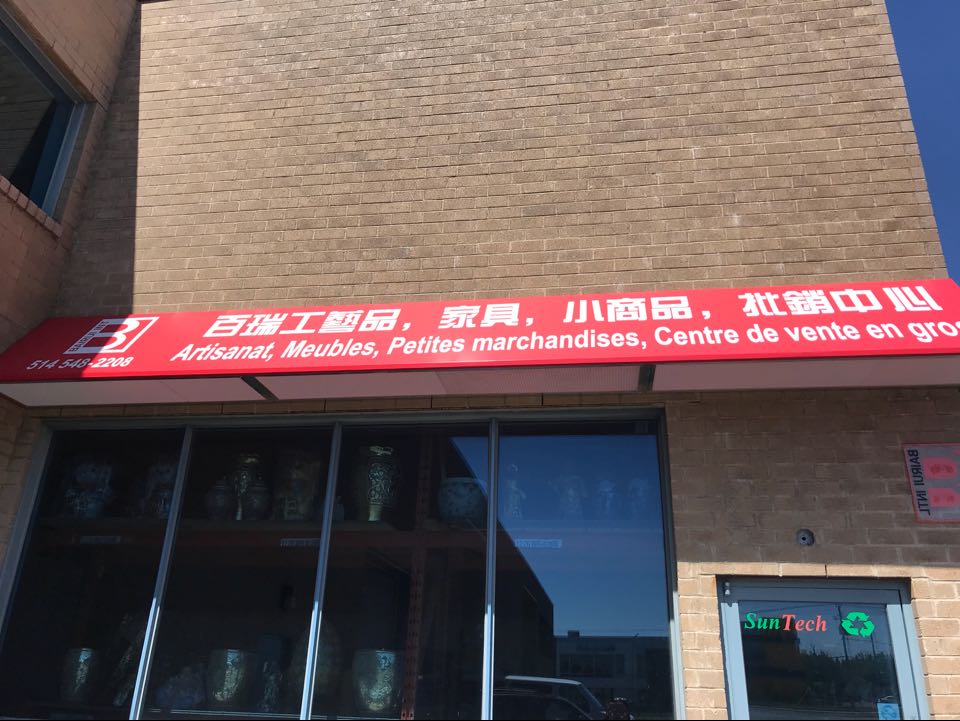 百瑞工藝品，家具，小商品，批銷中心
514 548-2208
Artisanat, Meubles, Petites marchandises, Centre de vente en gros
BAIRUI INTL
SunTech